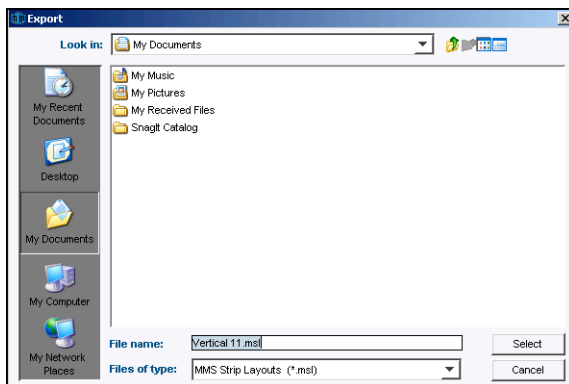 Export
Look in: My Documents
My Recent
Documents
Desktop
My Documents
My Computer
My Network
Places
My Music
My Pictures
My Received Files
SnagIt Catalog
File name: Vertical 11.msl Select
Files of type: MMS Strip Layouts (*.msl) Cancel